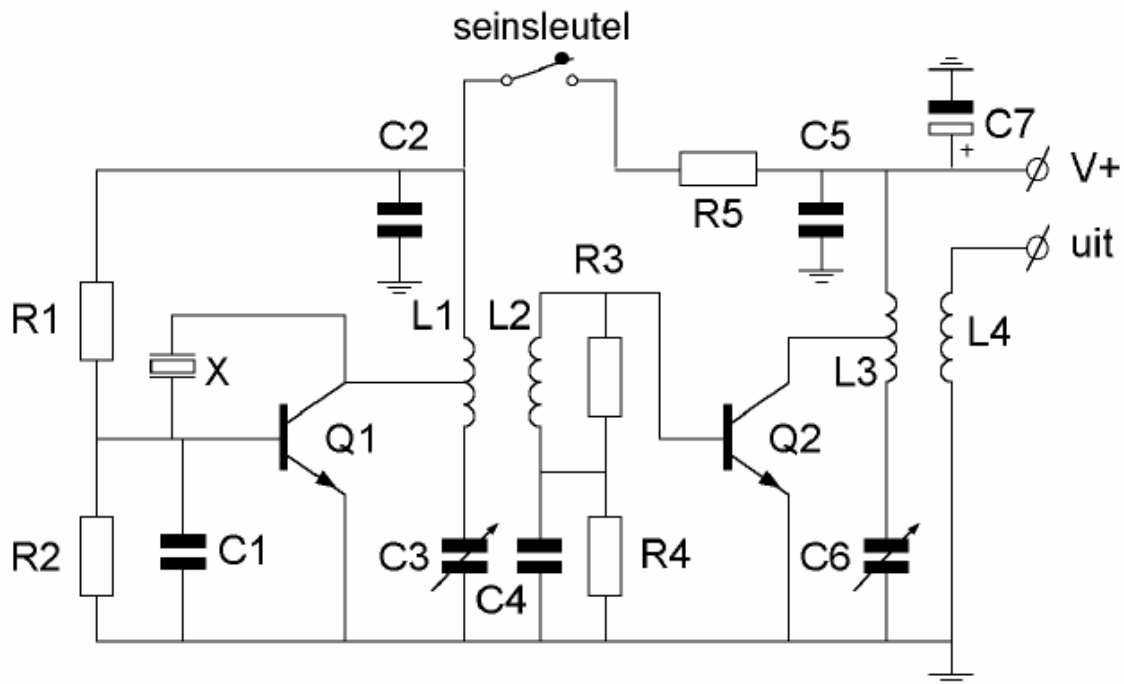 seinsleutel
C2
C5
C7
+
V+
R5
uit
R3
R1
L1
L2
L3
L4
X
Q1
Q2
R2
C1
C3
C4
R4
C6